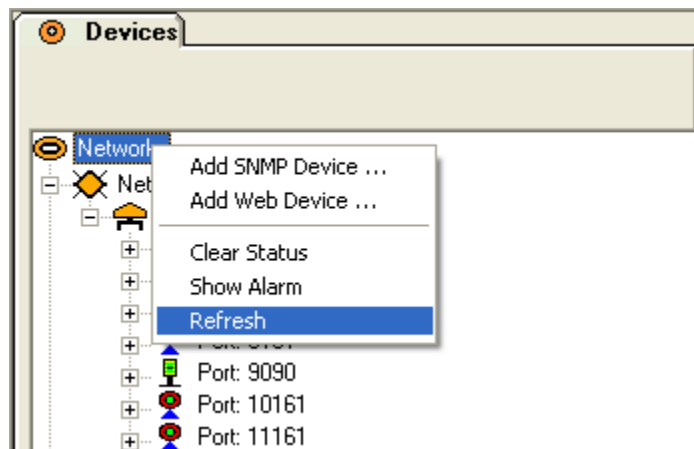 Devices
Network
Add SNMP Device ...
Net
Add Web Device ...
Clear Status
Show Alarm
Refresh
Port: 9090
Port: 10161
Port: 11161